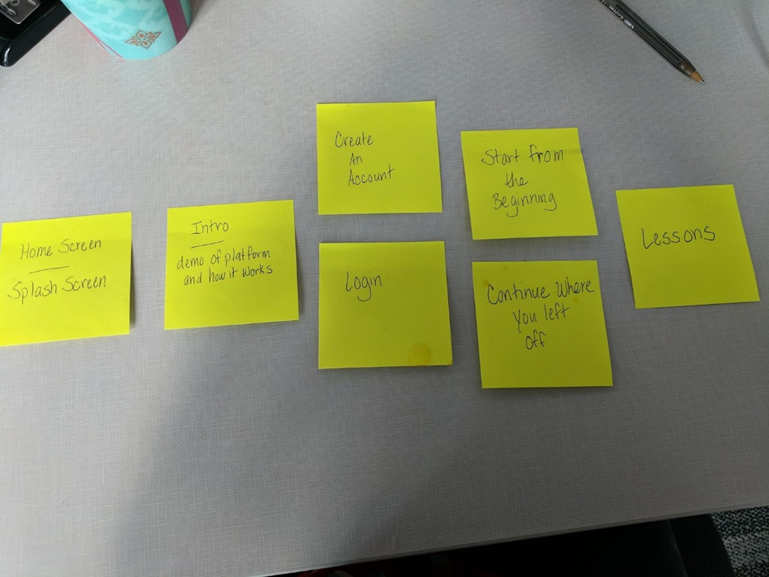 Home Screen
Splash Screen
Intro
demo of platform
and how it works
Create
An
Account
Login
Start from
the
Beginning
Continue Where
You left
Off
Lessons